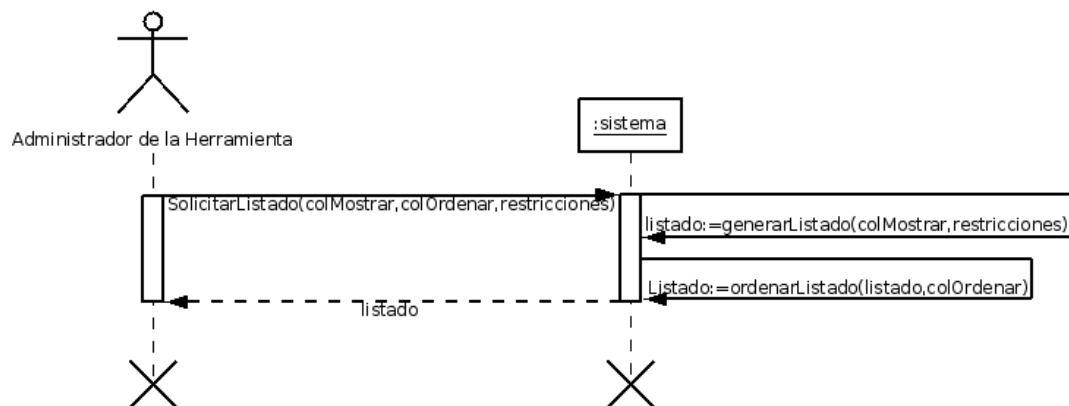 Administrador de la Herramienta
:sistema
SolicitarListado(colMostrar,colOrdenar,restricciones)
listado:=generarListado(colMostrar,restricciones)
Listado:=ordenarListado(listado,colOrdenar)
listado